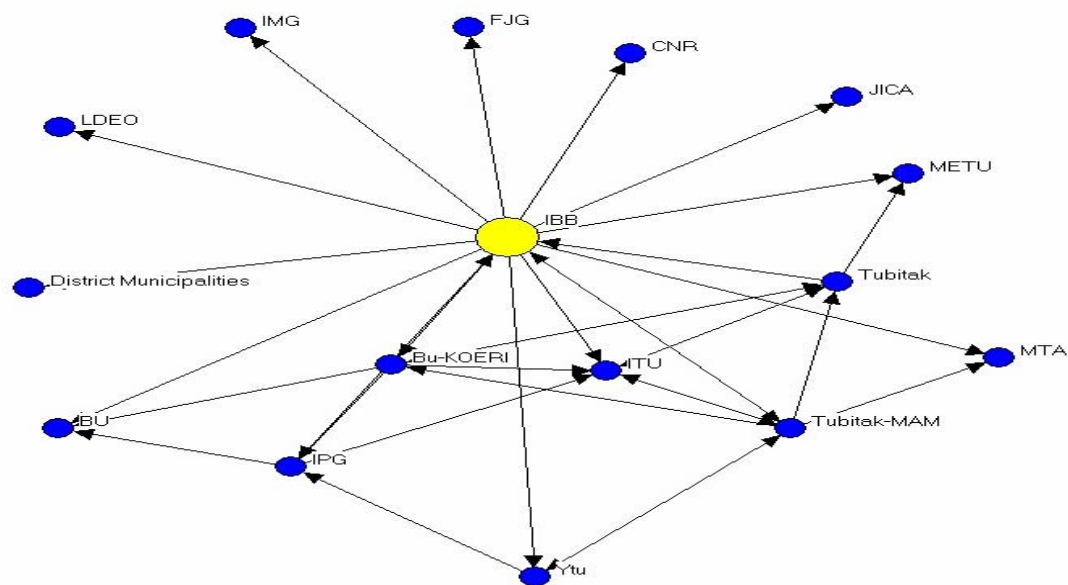 IMG
FJG
CNR
JICA
LDEO
METU
IBB
District Municipalities
Tubitak
Bu-KOERI
ITU
MTA
IBU
Tubitak-MAM
IPG
Ytu